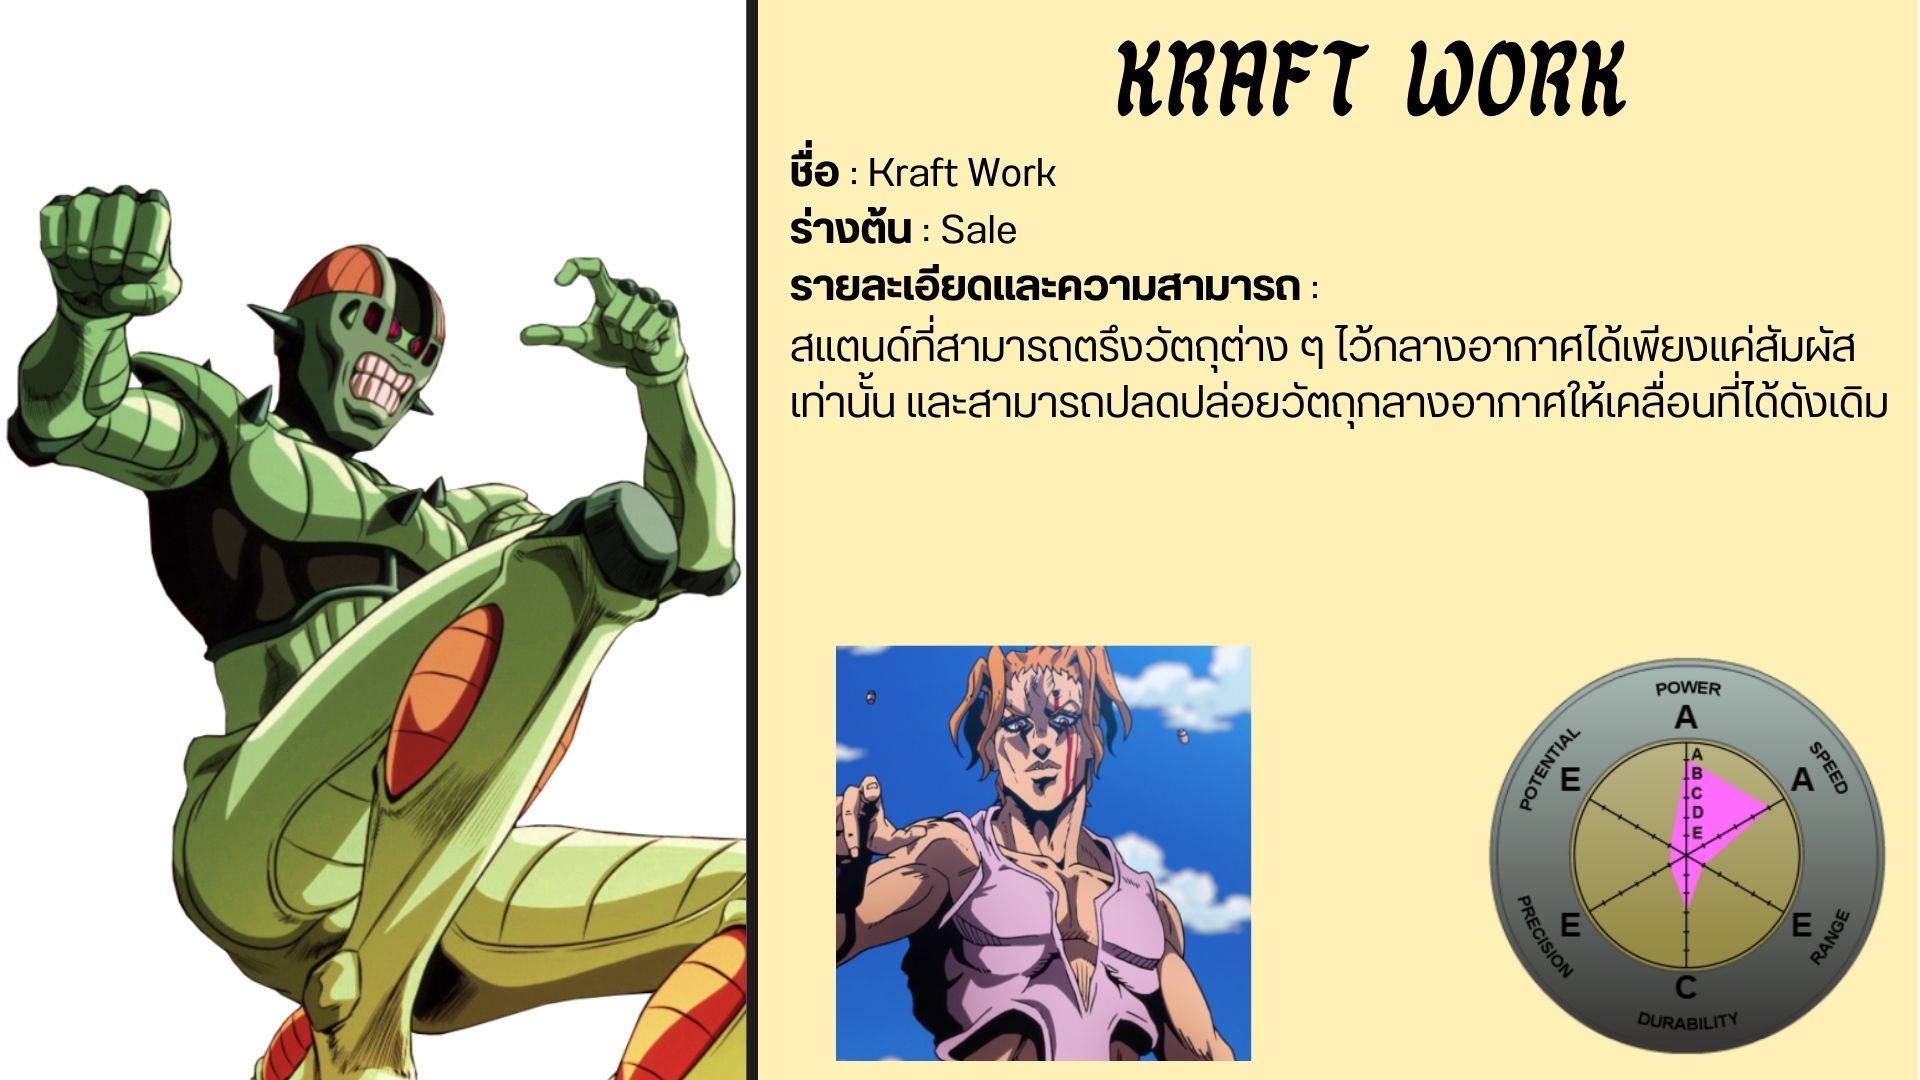 KRAFT WORK
ชื่อ : Kraft Work
ร่างต้น : Sale
รายละเอียดและความสามารถ :
สแตนด์ที่สามารถตรึงวัตถุต่าง ๆ ไว้กลางอากาศได้เพียงแค่สัมผัส
เท่านั้น และสามารถปลดปล่อยวัตถุกลางอากาศให้เคลื่อนที่ได้ดังเดิม
POWER
A
POTENTIAL
E
SPEED
A
A
B
C
D
E
PRECISION
E
RANGE
E
C
DURABILITY